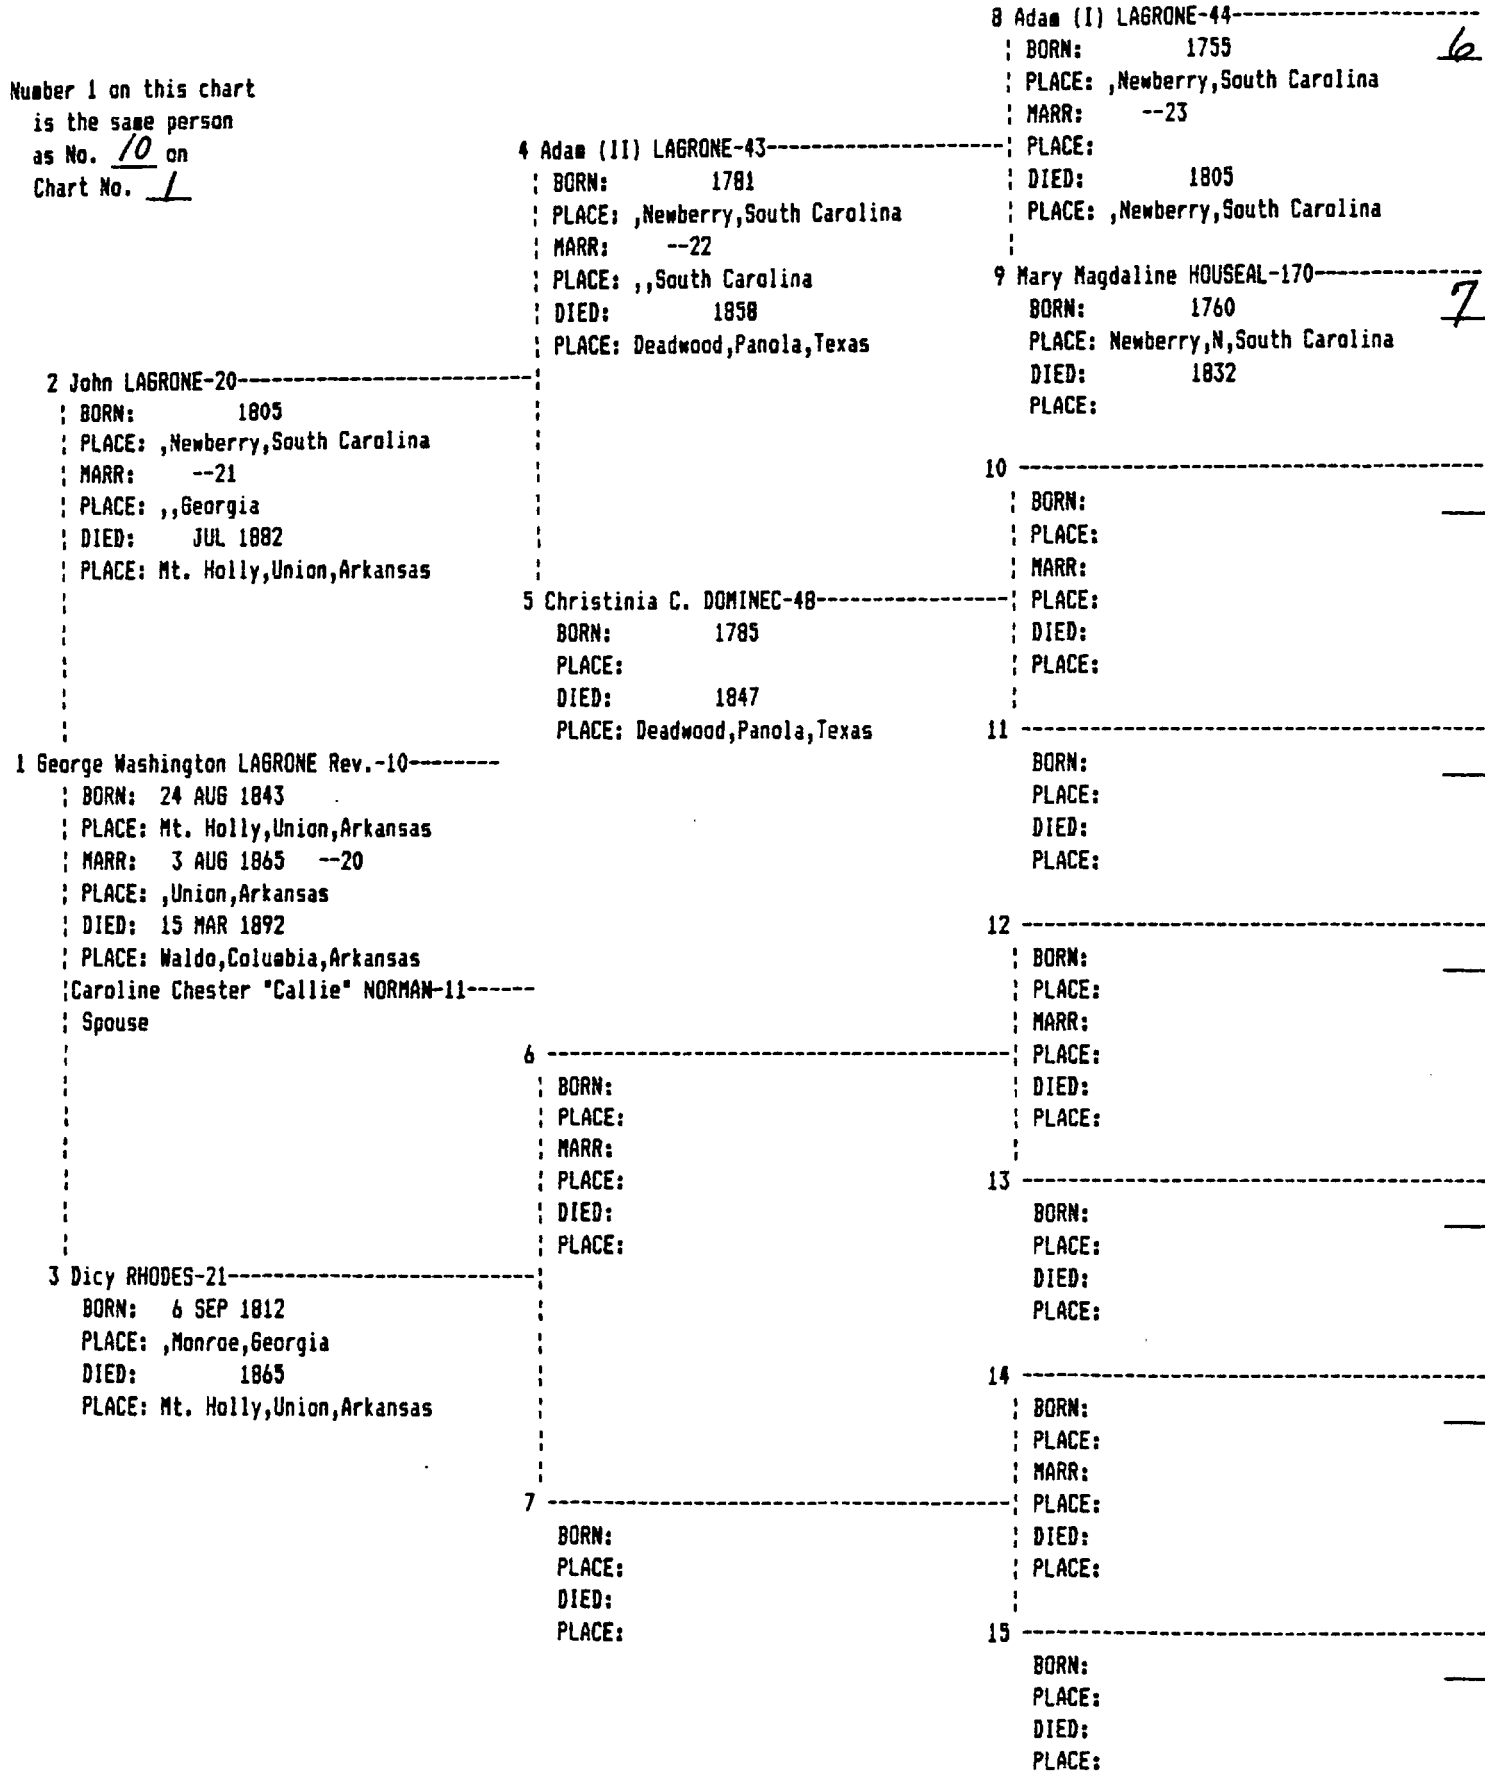 Number 1 on this chart
is the same person
as No. 10 on
Chart No. 1
8 Adam (I) LAGRONE-44
BORN: 1755
6
PLACE: ,Newberry,South Carolina
MARR: --23
PLACE:
DIED: 1805
PLACE: ,Newberry,South Carolina
4 Adam (II) LAGRONE-43
BORN: 1781
PLACE: ,Newberry,South Carolina
MARR: --22
PLACE: ,,South Carolina
DIED: 1858
PLACE: Deadwood,Panola,Texas
9 Mary Magdaline HOUSEAL-170
BORN: 1760
7
PLACE: Newberry,N,South Carolina
DIED: 1832
PLACE:
2 John LAGRONE-20
BORN: 1805
PLACE: ,Newberry,South Carolina
MARR: --21
PLACE: ,,Georgia
DIED: JUL 1882
PLACE: Mt. Holly,Union,Arkansas
10
BORN:
PLACE:
MARR:
PLACE:
DIED:
PLACE:
5 Christinia C. DOMINEC-48
BORN: 1785
PLACE:
DIED: 1847
PLACE: Deadwood,Panola,Texas
11
BORN:
PLACE:
DIED:
PLACE:
1 George Washington LAGRONE Rev.-10
BORN: 24 AUG 1843
PLACE: Mt. Holly,Union,Arkansas
MARR: 3 AUG 1865 --20
PLACE: ,Union,Arkansas
DIED: 15 MAR 1892
PLACE: Waldo,Columbia,Arkansas
Caroline Chester "Callie" NORMAN-11
Spouse
12
BORN:
PLACE:
MARR:
PLACE:
DIED:
PLACE:
6
BORN:
PLACE:
MARR:
PLACE:
DIED:
PLACE:
13
BORN:
PLACE:
DIED:
PLACE:
3 Dicy RHODES-21
BORN: 6 SEP 1812
PLACE: ,Monroe,Georgia
DIED: 1865
PLACE: Mt. Holly,Union,Arkansas
14
BORN:
PLACE:
MARR:
PLACE:
DIED:
PLACE:
7
BORN:
PLACE:
DIED:
PLACE:
15
BORN:
PLACE:
DIED:
PLACE: